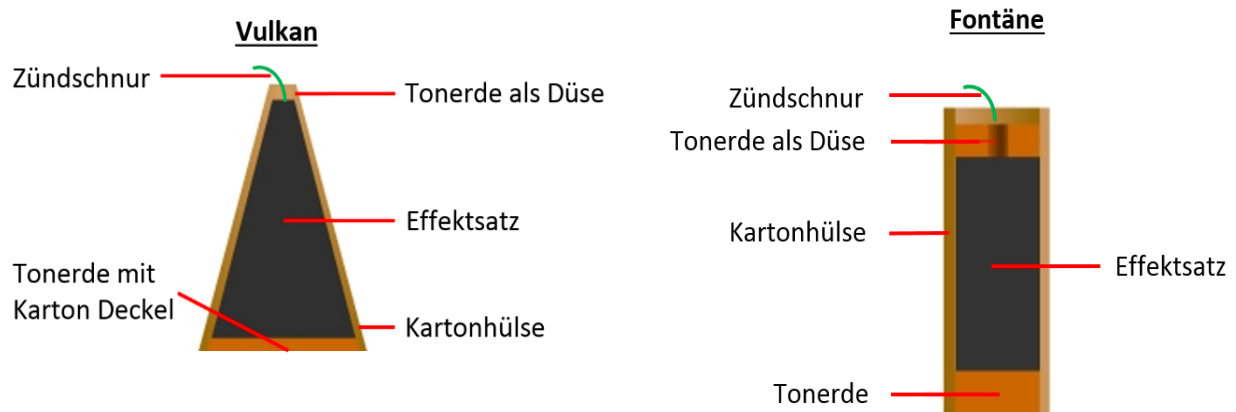 Vulkan
Zündschnur
Tonerde als Düse
Effektsatz
Tonerde mit
Karton Deckel
Kartonhülse
Fontäne
Zündschnur
Tonerde als Düse
Kartonhülse
Effektsatz
Tonerde